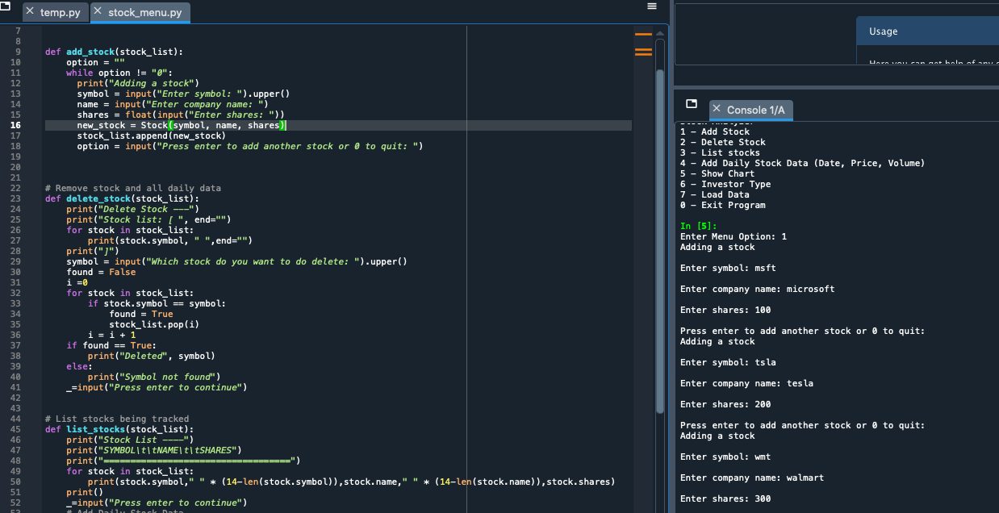 temp.py
stock_menu.py
7
8
9 def add_stock(stock_list):
10 option = ""
11 while option != "0":
12 print("Adding a stock")
13 symbol = input("Enter symbol: ").upper()
14 name = input("Enter company name: ")
15 shares = float(input("Enter shares: "))
16 new_stock = Stock(symbol, name, shares)
17 stock_list.append(new_stock)
18 option = input("Press enter to add another stock or 0 to quit: ")
19
20
21
22 # Remove stock and all daily data
23 def delete_stock(stock_list):
24 print("Delete Stock ---")
25 print("Stock list: [ ", end="")
26 for stock in stock_list:
27 print(stock.symbol, " ",end="")
28 print("]")
29 symbol = input("Which stock do you want to do delete: ").upper()
30 found = False
31 i =0
32 for stock in stock_list:
33 if stock.symbol == symbol:
34 found = True
35 stock_list.pop(i)
36 i = i + 1
37 if found == True:
38 print("Deleted", symbol)
39 else:
40 print("Symbol not found")
41 _=input("Press enter to continue")
42
43
44 # List stocks being tracked
45 def list_stocks(stock_list):
46 print("Stock List ----")
47 print("SYMBOL\t\tNAME\t\tSHARES")
48 print("===================================")
49 for stock in stock_list:
50 print(stock.symbol," " * (14-len(stock.symbol)),stock.name," " * (14-len(stock.name)),stock.shares)
51 print()
52 _=input("Press enter to continue")
53 # Add Daily Stock Data
Usage
Here you can get help of any
Console 1/A
1 - Add Stock
2 - Delete Stock
3 - List stocks
4 - Add Daily Stock Data (Date, Price, Volume)
5 - Show Chart
6 - Investor Type
7 - Load Data
0 - Exit Program
In [5]:
Enter Menu Option: 1
Adding a stock
Enter symbol: msft
Enter company name: microsoft
Enter shares: 100
Press enter to add another stock or 0 to quit:
Adding a stock
Enter symbol: tsla
Enter company name: tesla
Enter shares: 200
Press enter to add another stock or 0 to quit:
Adding a stock
Enter symbol: wmt
Enter company name: walmart
Enter shares: 300